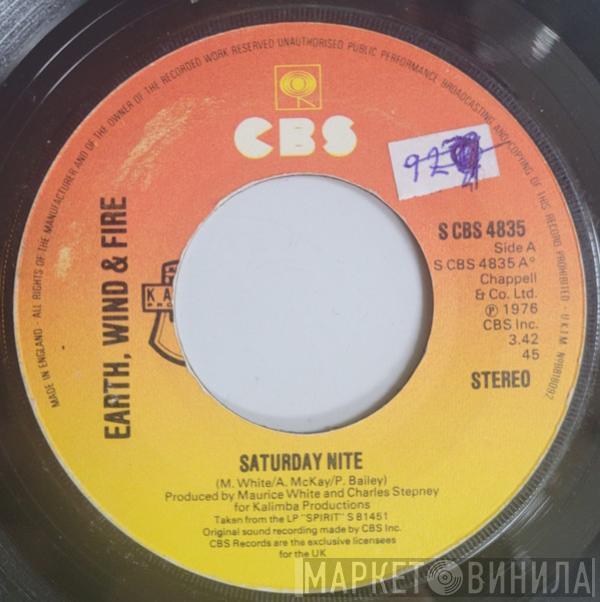 MADE IN ENGLAND - ALL RIGHTS OF THE MANUFACTURER AND OF THE OWNER OF THE RECORDED WORK RESERVED UNAUTHORISED PUBLIC PERFORMANCE BROADCASTING AND COPYING OF THIS RECORD PROHIBITED - U.K.I.M. Nº8818092
CBS
EARTH, WIND & FIRE
S CBS 4835
Side A
S CBS 4835 A°
Chappell
& Co. Ltd.
℗ 1976
CBS Inc.
3.42
45
STEREO
SATURDAY NITE
(M. White/A. McKay/P. Bailey)
Produced by Maurice White and Charles Stepney
for Kalimba Productions
Taken from the LP "SPIRIT" S 81451
Original sound recording made by CBS Inc.
CBS Records are the exclusive licensees
for the UK
МАРКЕТ ВИНИЛА